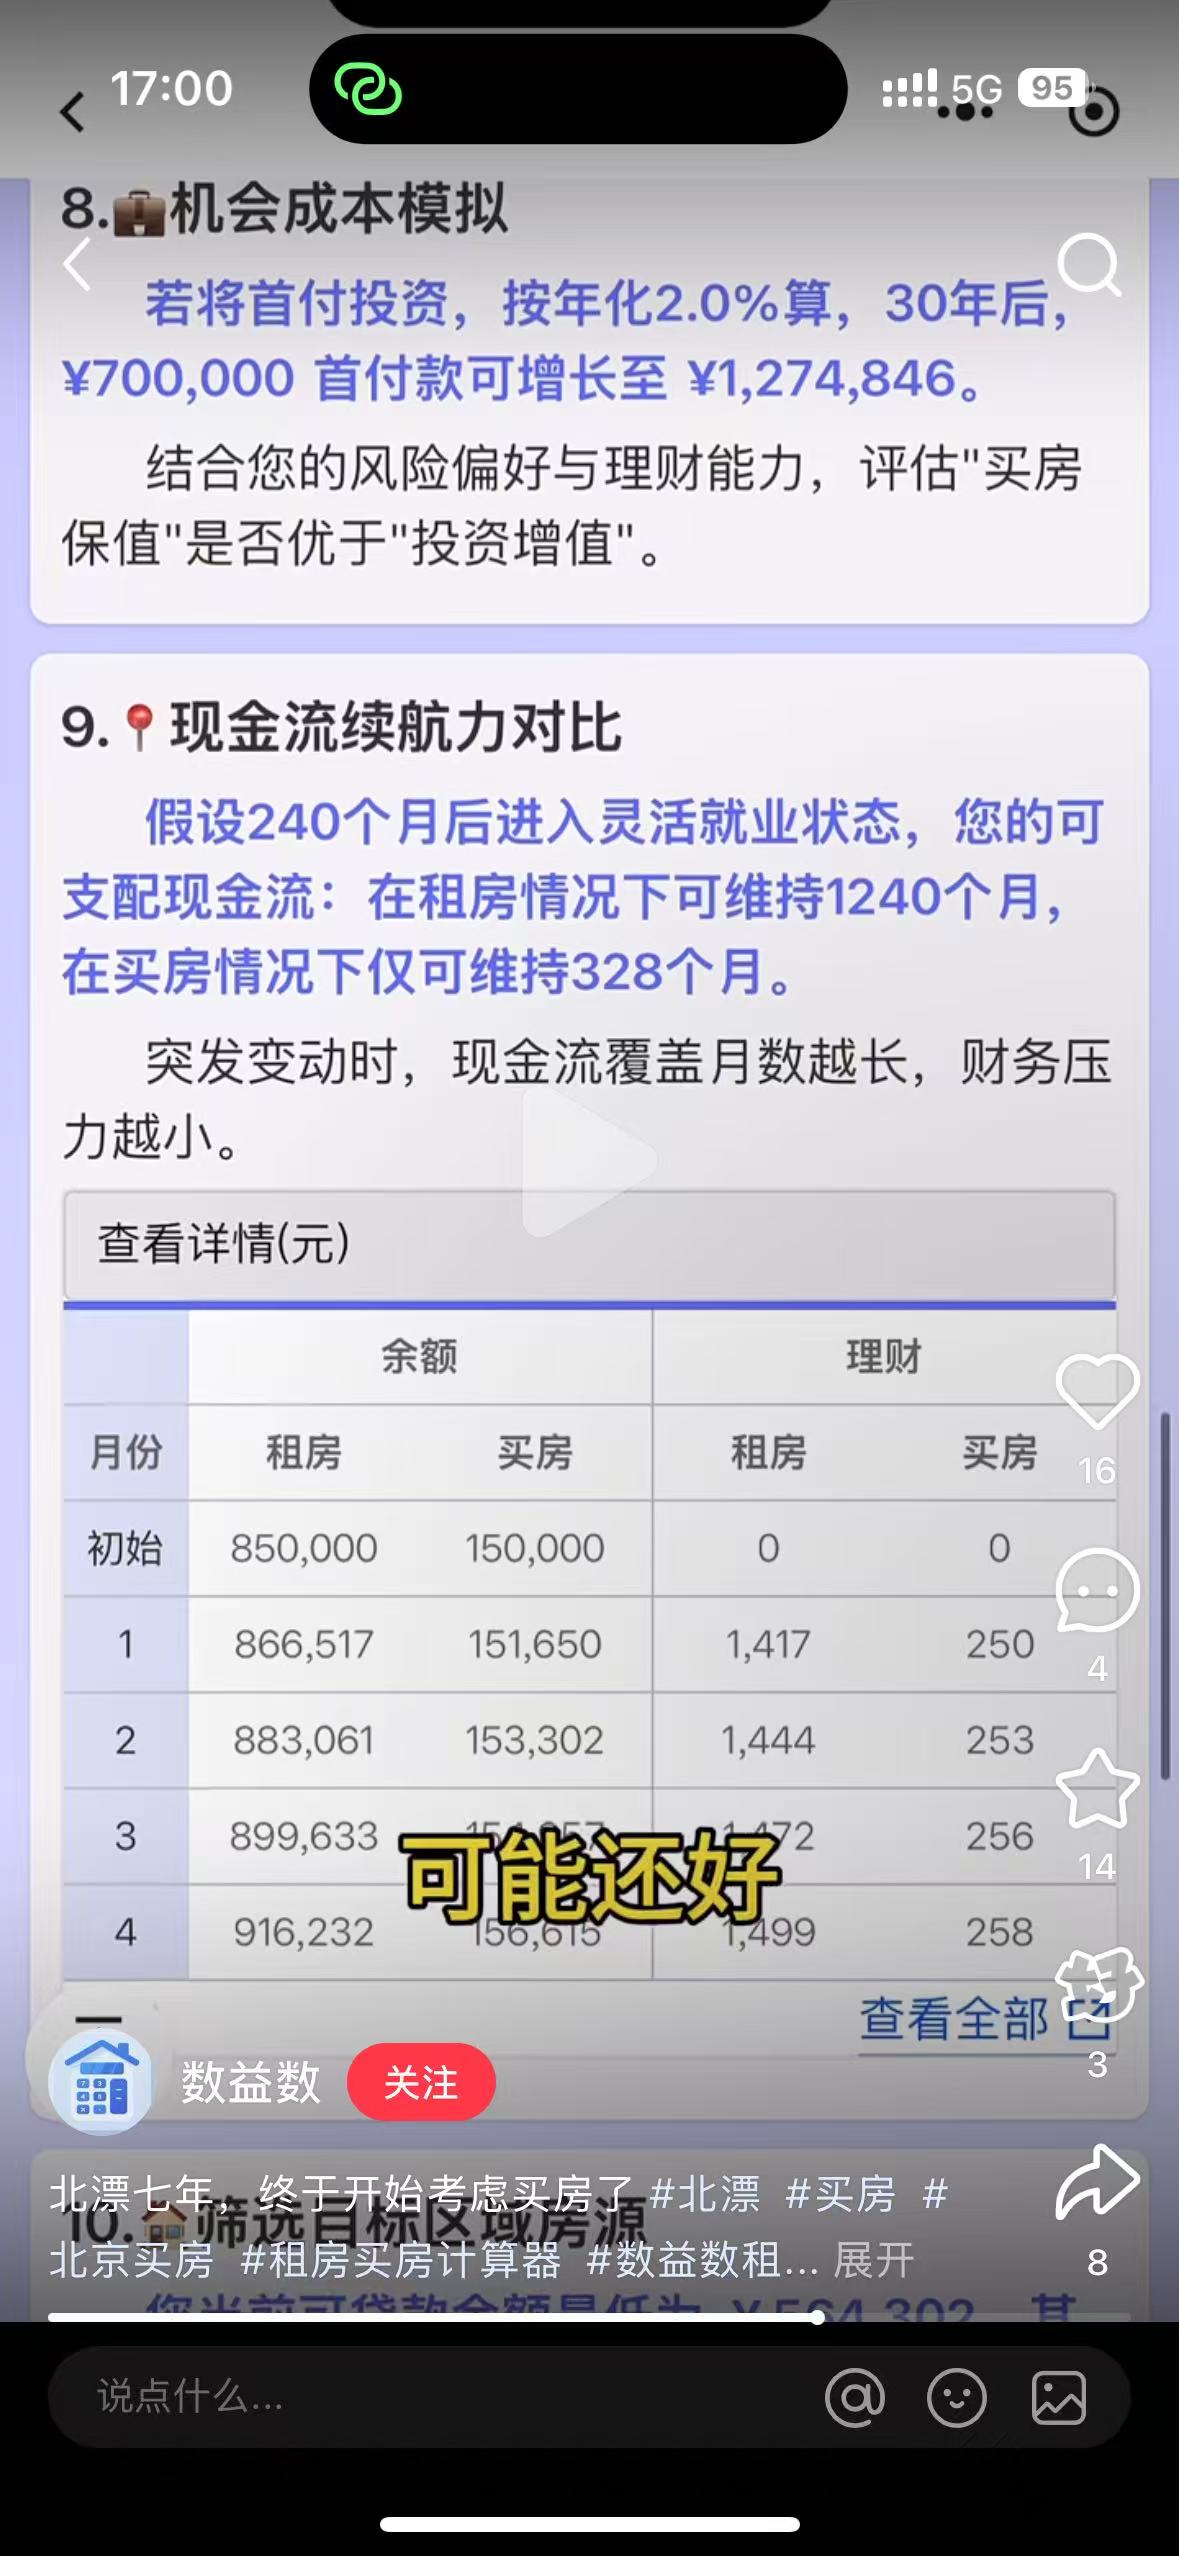 17:00
5G
95
8.💼机会成本模拟
若将首付投资，按年化2.0%算，30年后，
¥700,000 首付款可增长至 ¥1,274,846。
结合您的风险偏好与理财能力，评估"买房
保值"是否优于"投资增值"。
9.📍现金流续航力对比
假设240个月后进入灵活就业状态，您的可
支配现金流：在租房情况下可维持1240个月，
在买房情况下仅可维持328个月。
突发变动时，现金流覆盖月数越长，财务压
力越小。
查看详情(元)
余额 理财
月份 租房 买房 租房 买房
初始 850,000 150,000 0 0
1 866,517 151,650 1,417 250
2 883,061 153,302 1,444 253
3 899,633 256
可能还好
4 916,232 156,615 1,499 258
查看全部
16
4
14
3
8
数益数 关注
北漂七年，终于开始考虑买房了 #北漂 #买房 #
北京买房 #租房买房计算器 #数益数租... 展开
10.🏠筛选目标区域房源
您当前可贷款金额最低为 ¥564,302，其
说点什么...